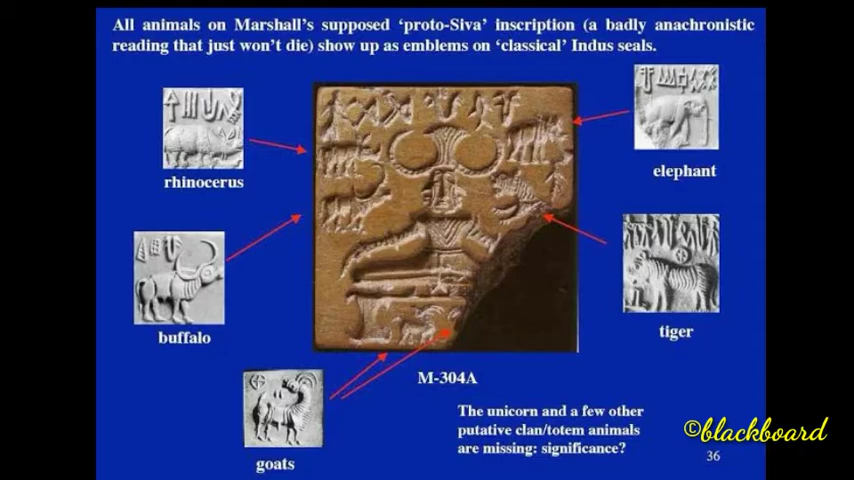 All animals on Marshall's supposed 'proto-Siva' inscription (a badly anachronistic
reading that just won't die) show up as emblems on 'classical' Indus seals.
rhinocerus
elephant
buffalo
tiger
M-304A
goats
The unicorn and a few other
putative clan/totem animals
are missing: significance?
©blackboard
36